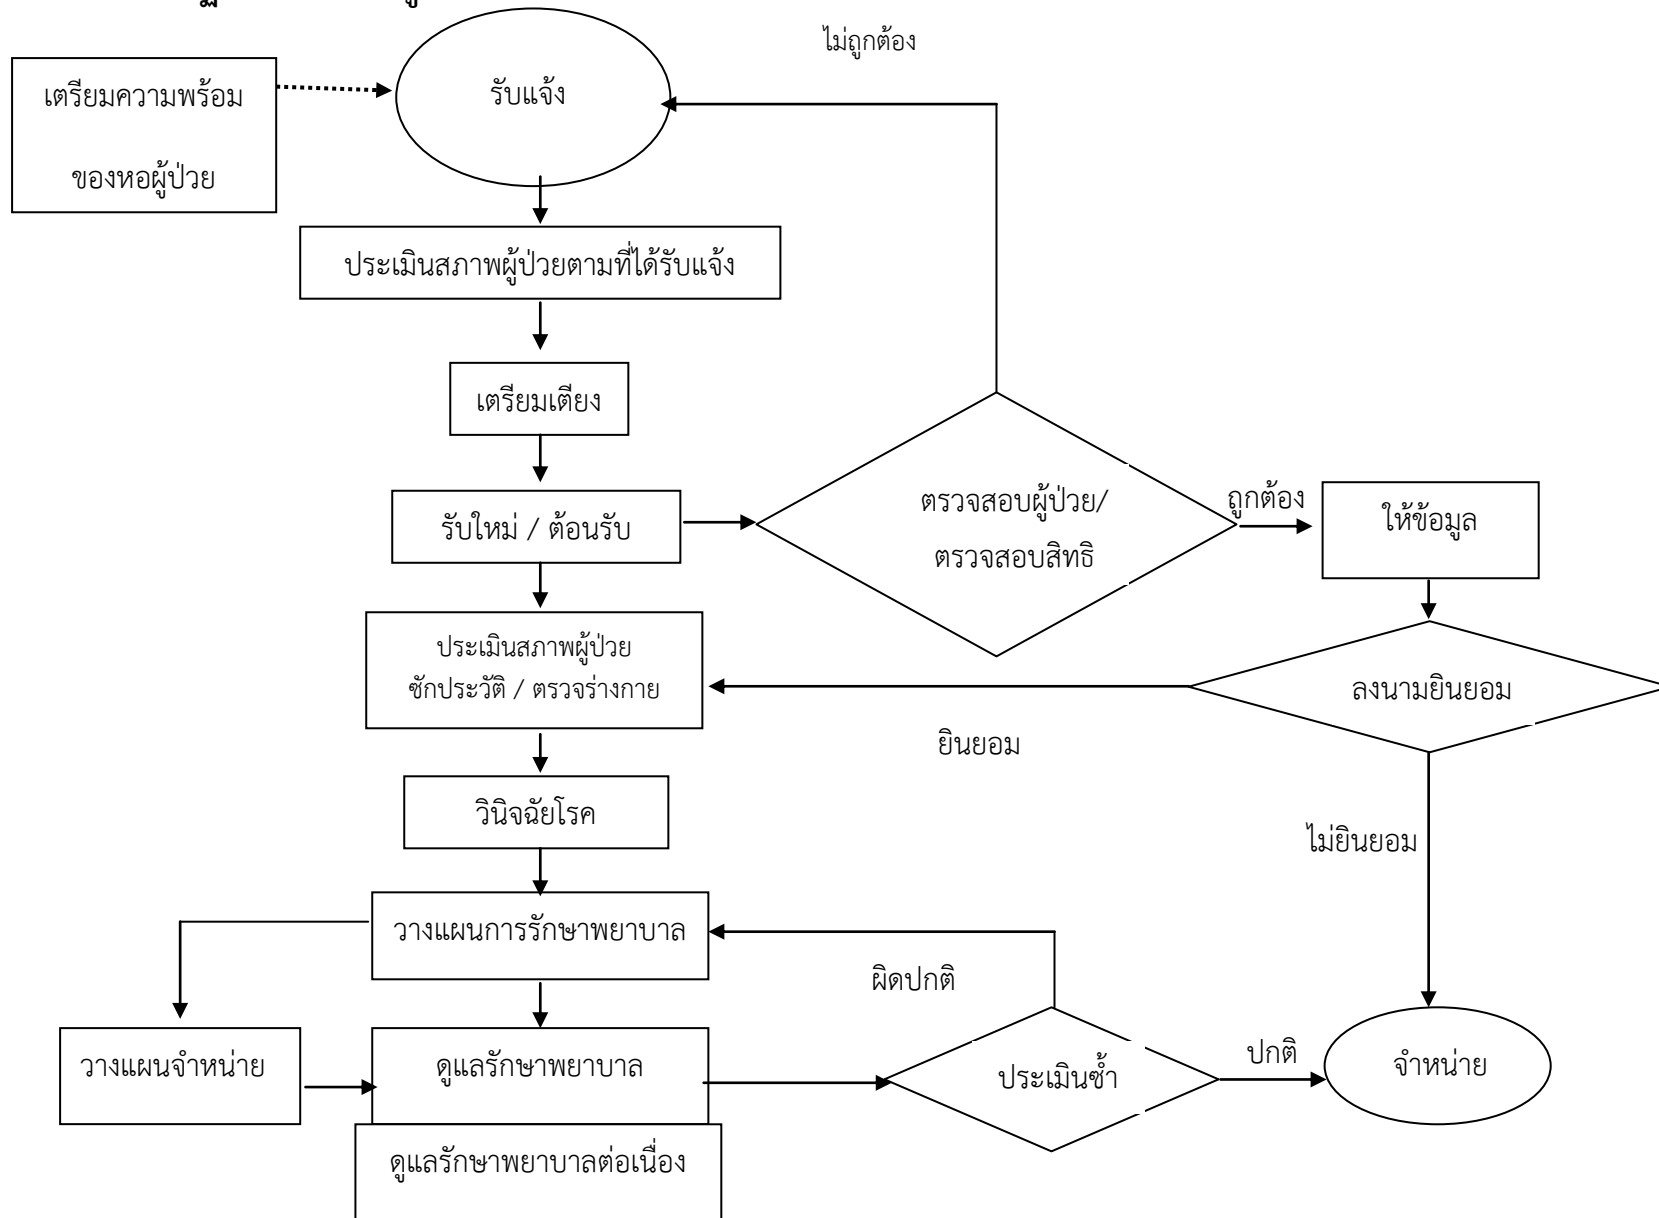 ไม่ถูกต้อง
เตรียมความพร้อม
ของหอผู้ป่วย
รับแจ้ง
ประเมินสภาพผู้ป่วยตามที่ได้รับแจ้ง
เตรียมเตียง
รับใหม่ / ต้อนรับ
ตรวจสอบผู้ป่วย/
ตรวจสอบสิทธิ
ถูกต้อง
ให้ข้อมูล
ประเมินสภาพผู้ป่วย
ซักประวัติ / ตรวจร่างกาย
ลงนามยินยอม
ยินยอม
วินิจฉัยโรค
ไม่ยินยอม
วางแผนการรักษาพยาบาล
ผิดปกติ
วางแผนจำหน่าย
ดูแลรักษาพยาบาล
ประเมินซ้ำ
ปกติ
จำหน่าย
ดูแลรักษาพยาบาลต่อเนื่อง